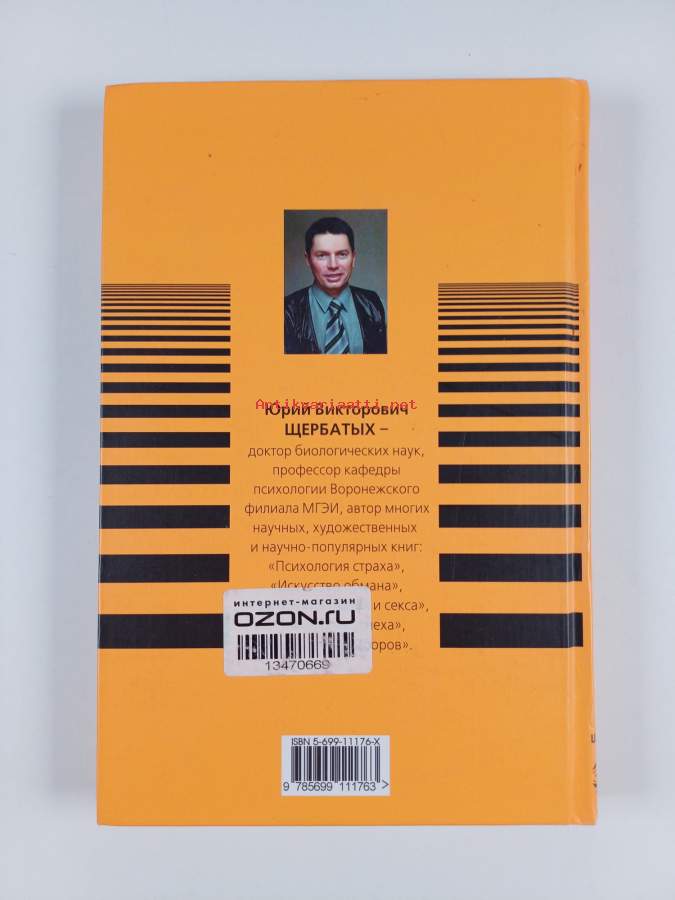 Antikvariaatti.net
Юрий Викторович
ЩЕРБАТЫХ –
доктор биологических наук,
профессор кафедры
психологии Воронежского
филиала МГЭИ, автор многих
научных, художественных
и научно-популярных книг:
«Психология страха»,
«Искусство обмана»,
и секса»,
интернет-магазин
OZON.ru
13470669
ISBN 5-699-11176-X
9 785699 111763 >